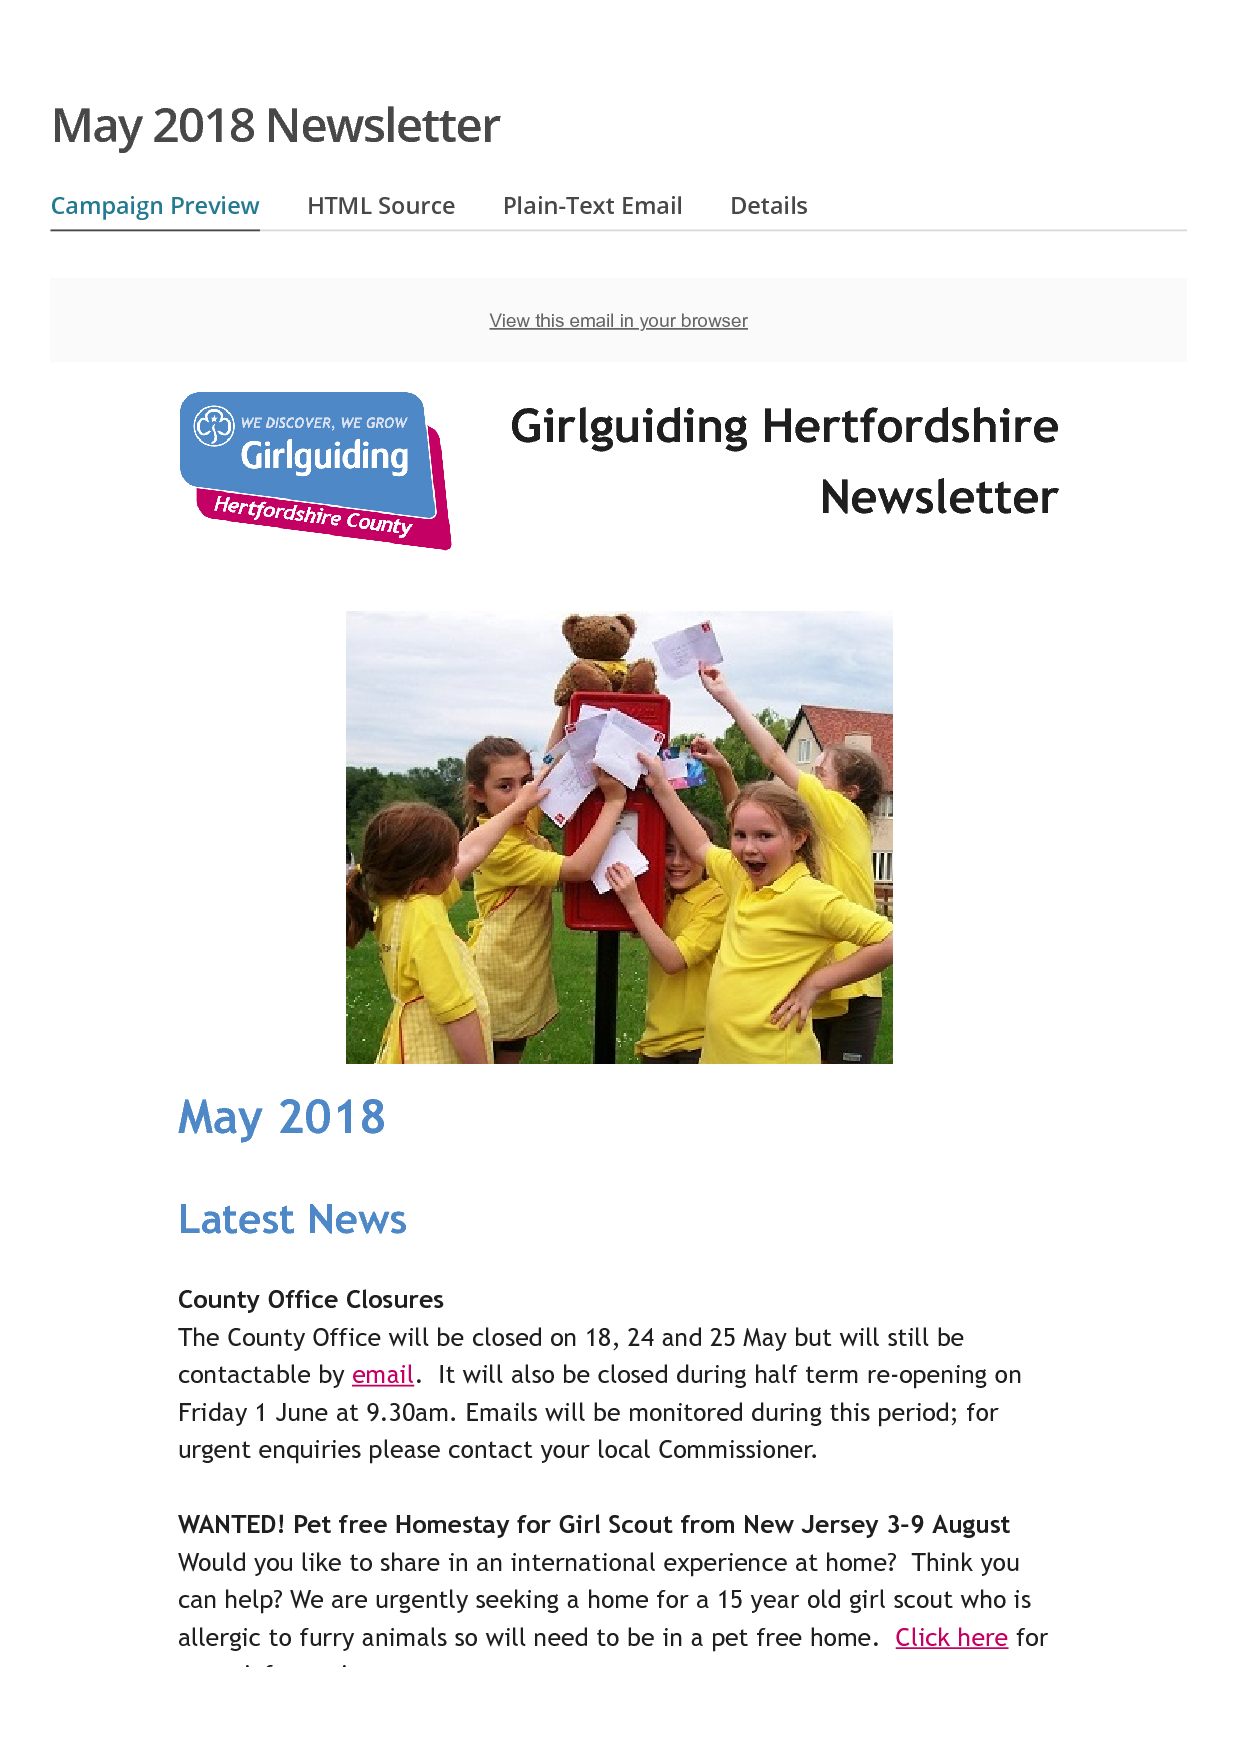 May 2018 Newsletter
Campaign Preview HTML Source Plain-Text Email Details
View this email in your browser
WE DISCOVER, WE GROW
Girlguiding
Hertfordshire County
Girlguiding Hertfordshire
Newsletter
May 2018
Latest News
County Office Closures
The County Office will be closed on 18, 24 and 25 May but will still be
contactable by email.  It will also be closed during half term re-opening on
Friday 1 June at 9.30am. Emails will be monitored during this period; for
urgent enquiries please contact your local Commissioner.
WANTED! Pet free Homestay for Girl Scout from New Jersey 3–9 August
Would you like to share in an international experience at home?  Think you
can help? We are urgently seeking a home for a 15 year old girl scout who is
allergic to furry animals so will need to be in a pet free home.  Click here for